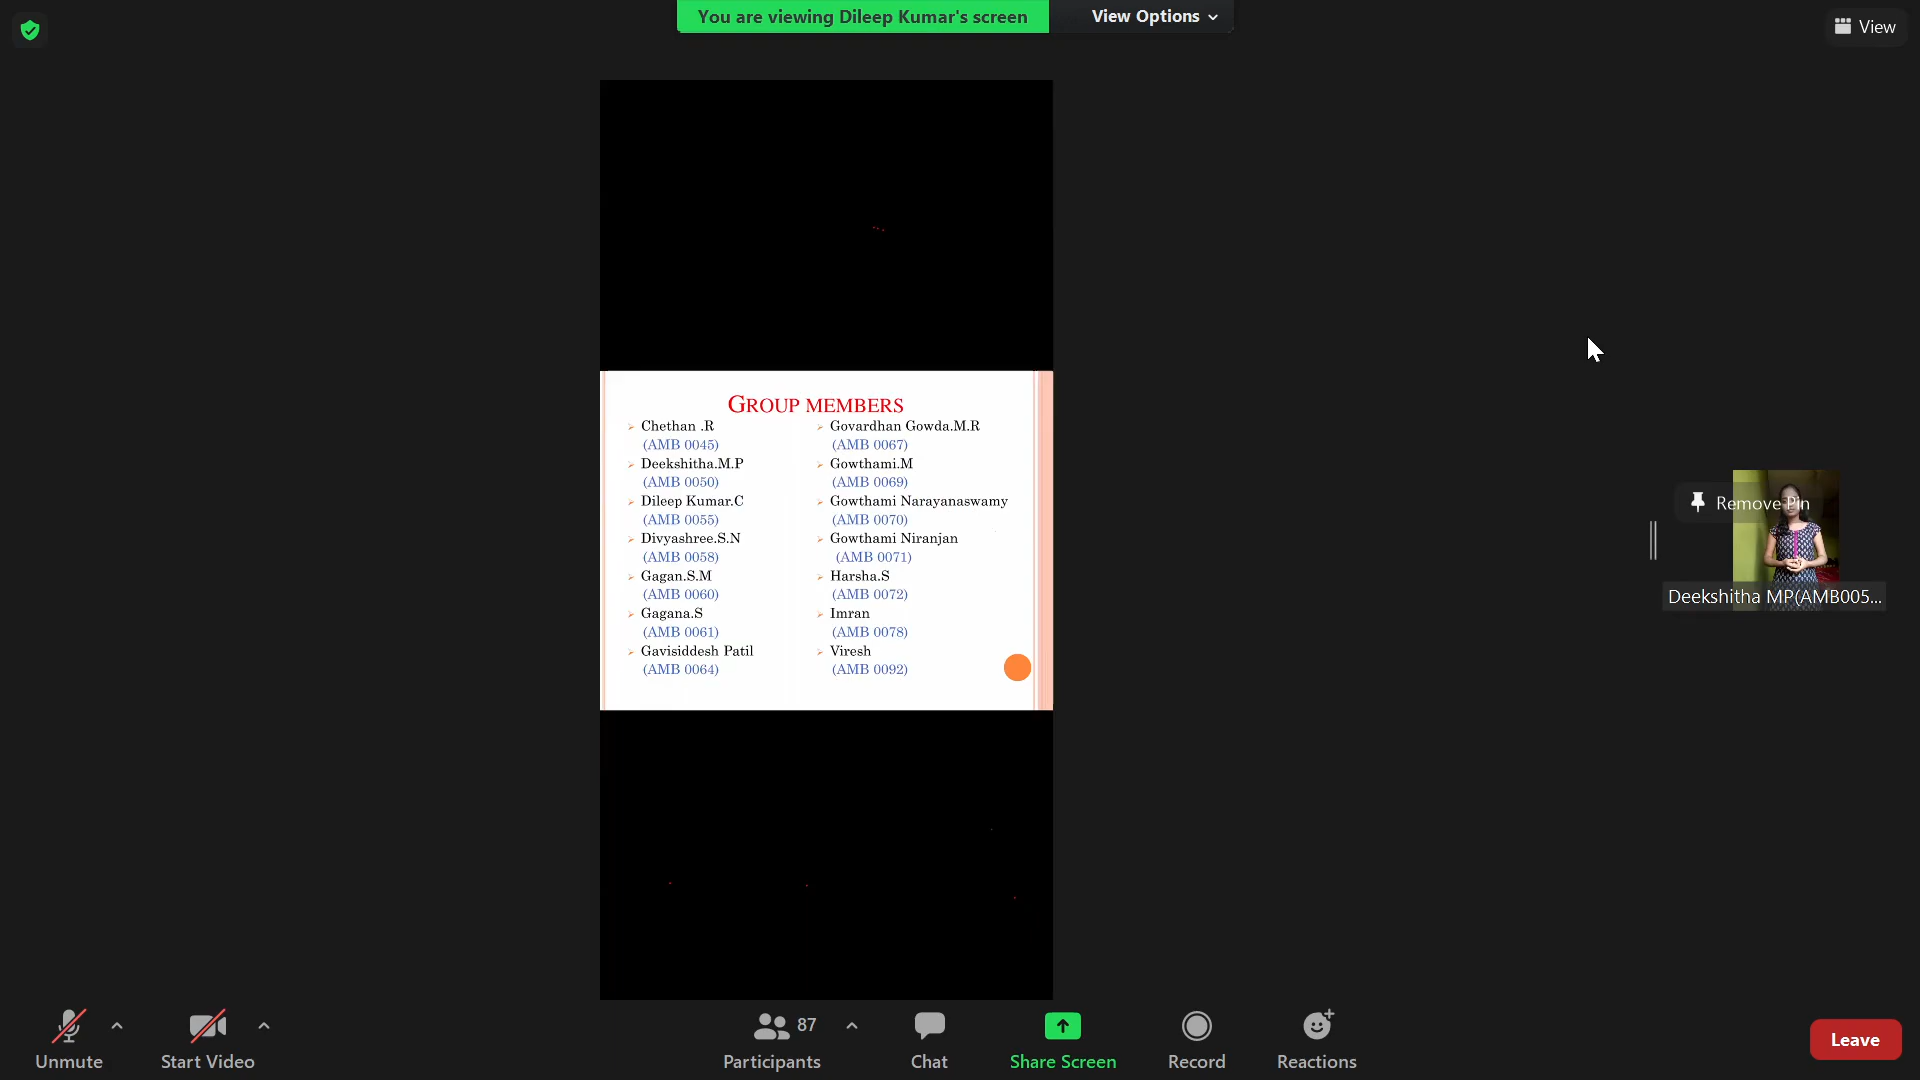 You are viewing Dileep Kumar's screen
View Options
View
GROUP MEMBERS
Chethan .R
(AMB 0045)
Deekshitha.M.P
(AMB 0050)
Dileep Kumar.C
(AMB 0055)
Divyashree.S.N
(AMB 0058)
Gagan.S.M
(AMB 0060)
Gagana.S
(AMB 0061)
Gavisiddesh Patil
(AMB 0064)
Govardhan Gowda.M.R
(AMB 0067)
Gowthami.M
(AMB 0069)
Gowthami Narayanaswamy
(AMB 0070)
Gowthami Niranjan
(AMB 0071)
Harsha.S
(AMB 0072)
Imran
(AMB 0078)
Viresh
(AMB 0092)
Remove Pin
Deekshitha MP(AMB005...
Unmute
Start Video
87
Participants
Chat
Share Screen
Record
Reactions
Leave